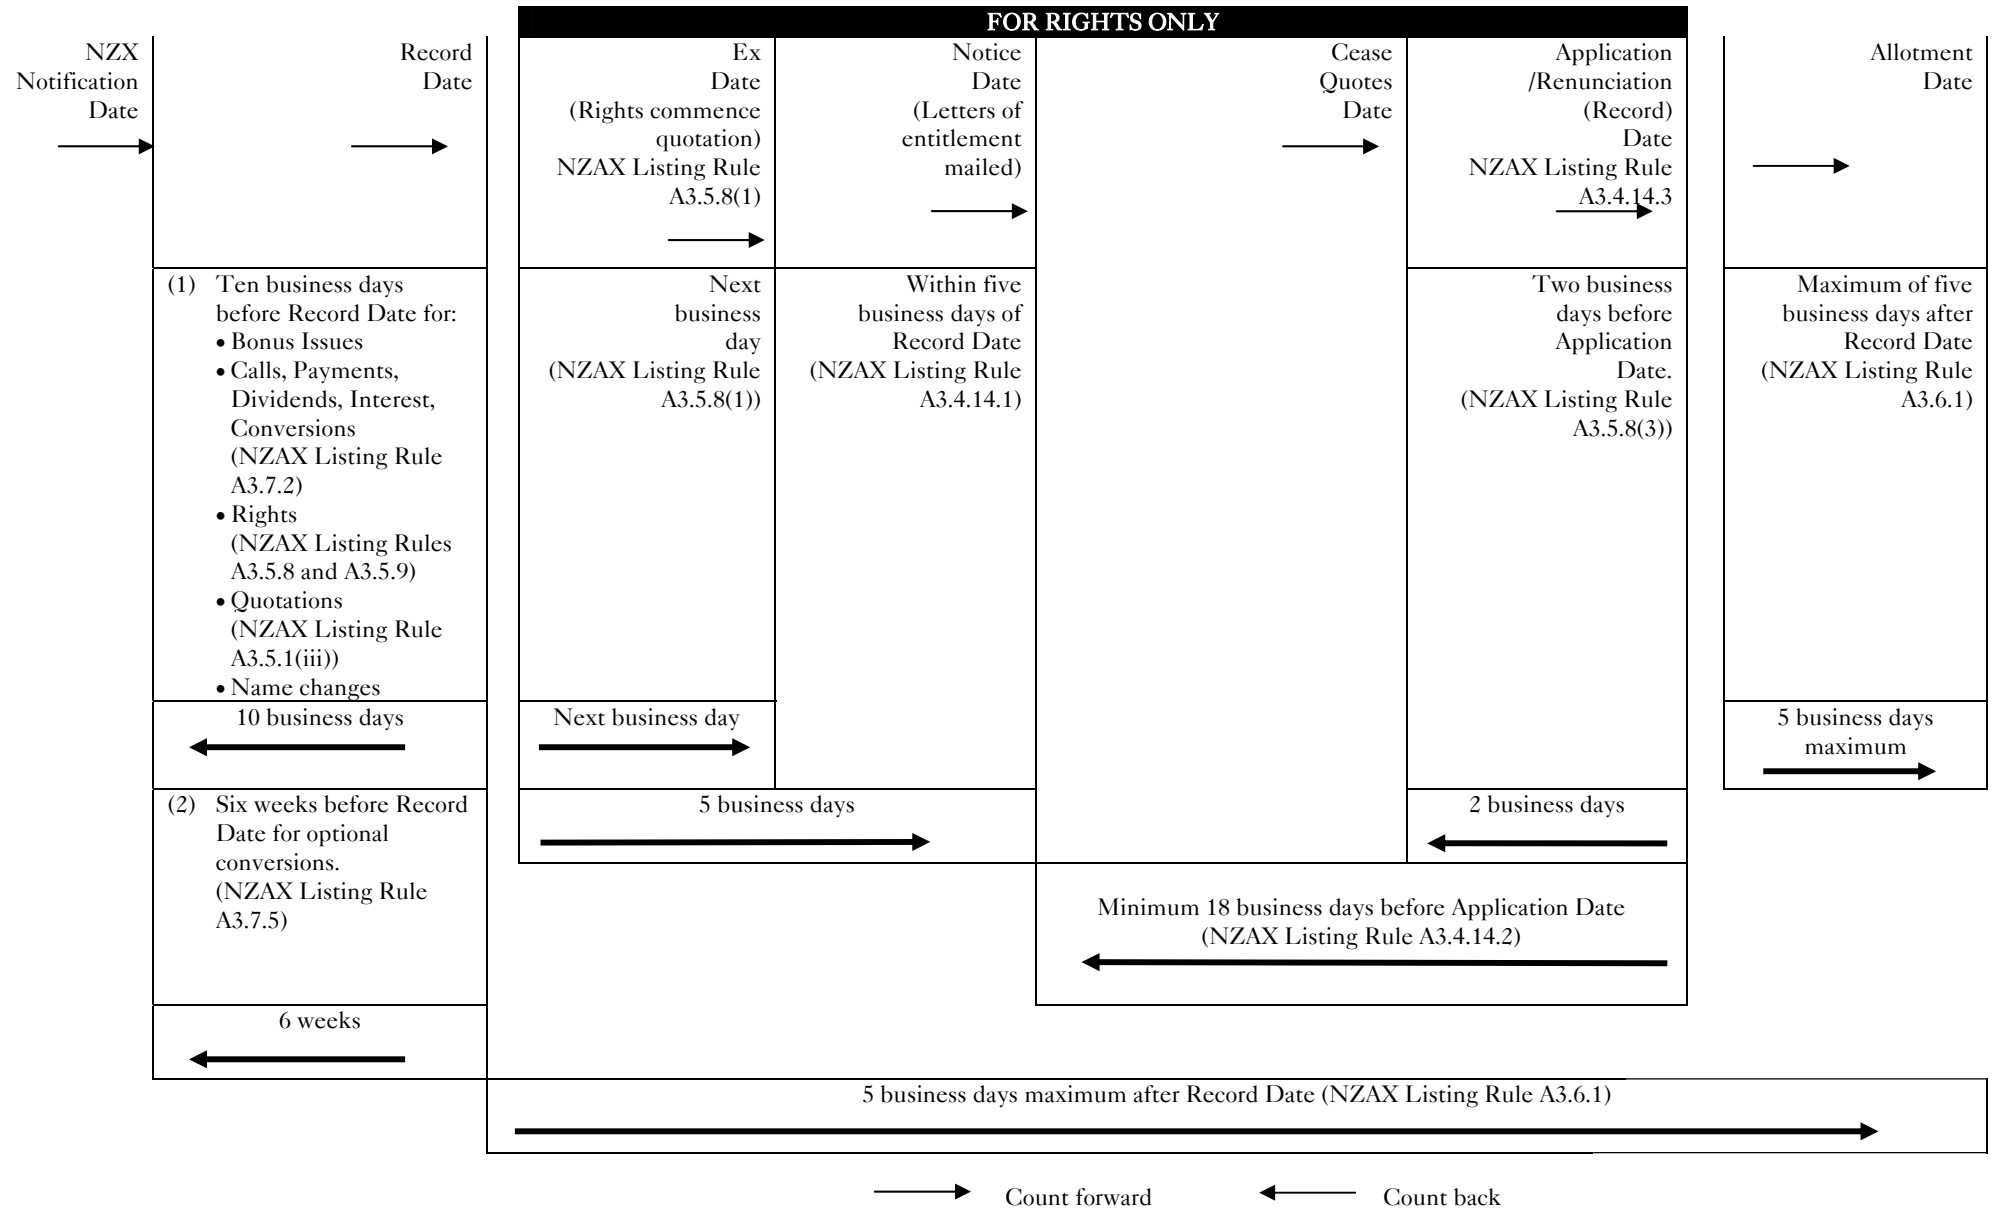 FOR RIGHTS ONLY
NZX
Notification
Date
Record
Date
Ex
Date
(Rights commence
quotation)
NZAX Listing Rule
A3.5.8(1)
Notice
Date
(Letters of
entitlement
mailed)
Cease
Quotes
Date
Application
/Renunciation
(Record)
Date
NZAX Listing Rule
A3.4.14.3
Allotment
Date
(1) Ten business days
before Record Date for:
• Bonus Issues
• Calls, Payments,
Dividends, Interest,
Conversions
(NZAX Listing Rule
A3.7.2)
• Rights
(NZAX Listing Rules
A3.5.8 and A3.5.9)
• Quotations
(NZAX Listing Rule
A3.5.1(iii))
• Name changes
Next
business
day
(NZAX Listing Rule
A3.5.8(1))
Within five
business days of
Record Date
(NZAX Listing Rule
A3.4.14.1)
Two business
days before
Application
Date.
(NZAX Listing Rule
A3.5.8(3))
Maximum of five
business days after
Record Date
(NZAX Listing Rule
A3.6.1)
10 business days
Next business day
5 business days
maximum
(2) Six weeks before Record
Date for optional
conversions.
(NZAX Listing Rule
A3.7.5)
5 business days
2 business days
Minimum 18 business days before Application Date
(NZAX Listing Rule A3.4.14.2)
6 weeks
5 business days maximum after Record Date (NZAX Listing Rule A3.6.1)
Count forward
Count back